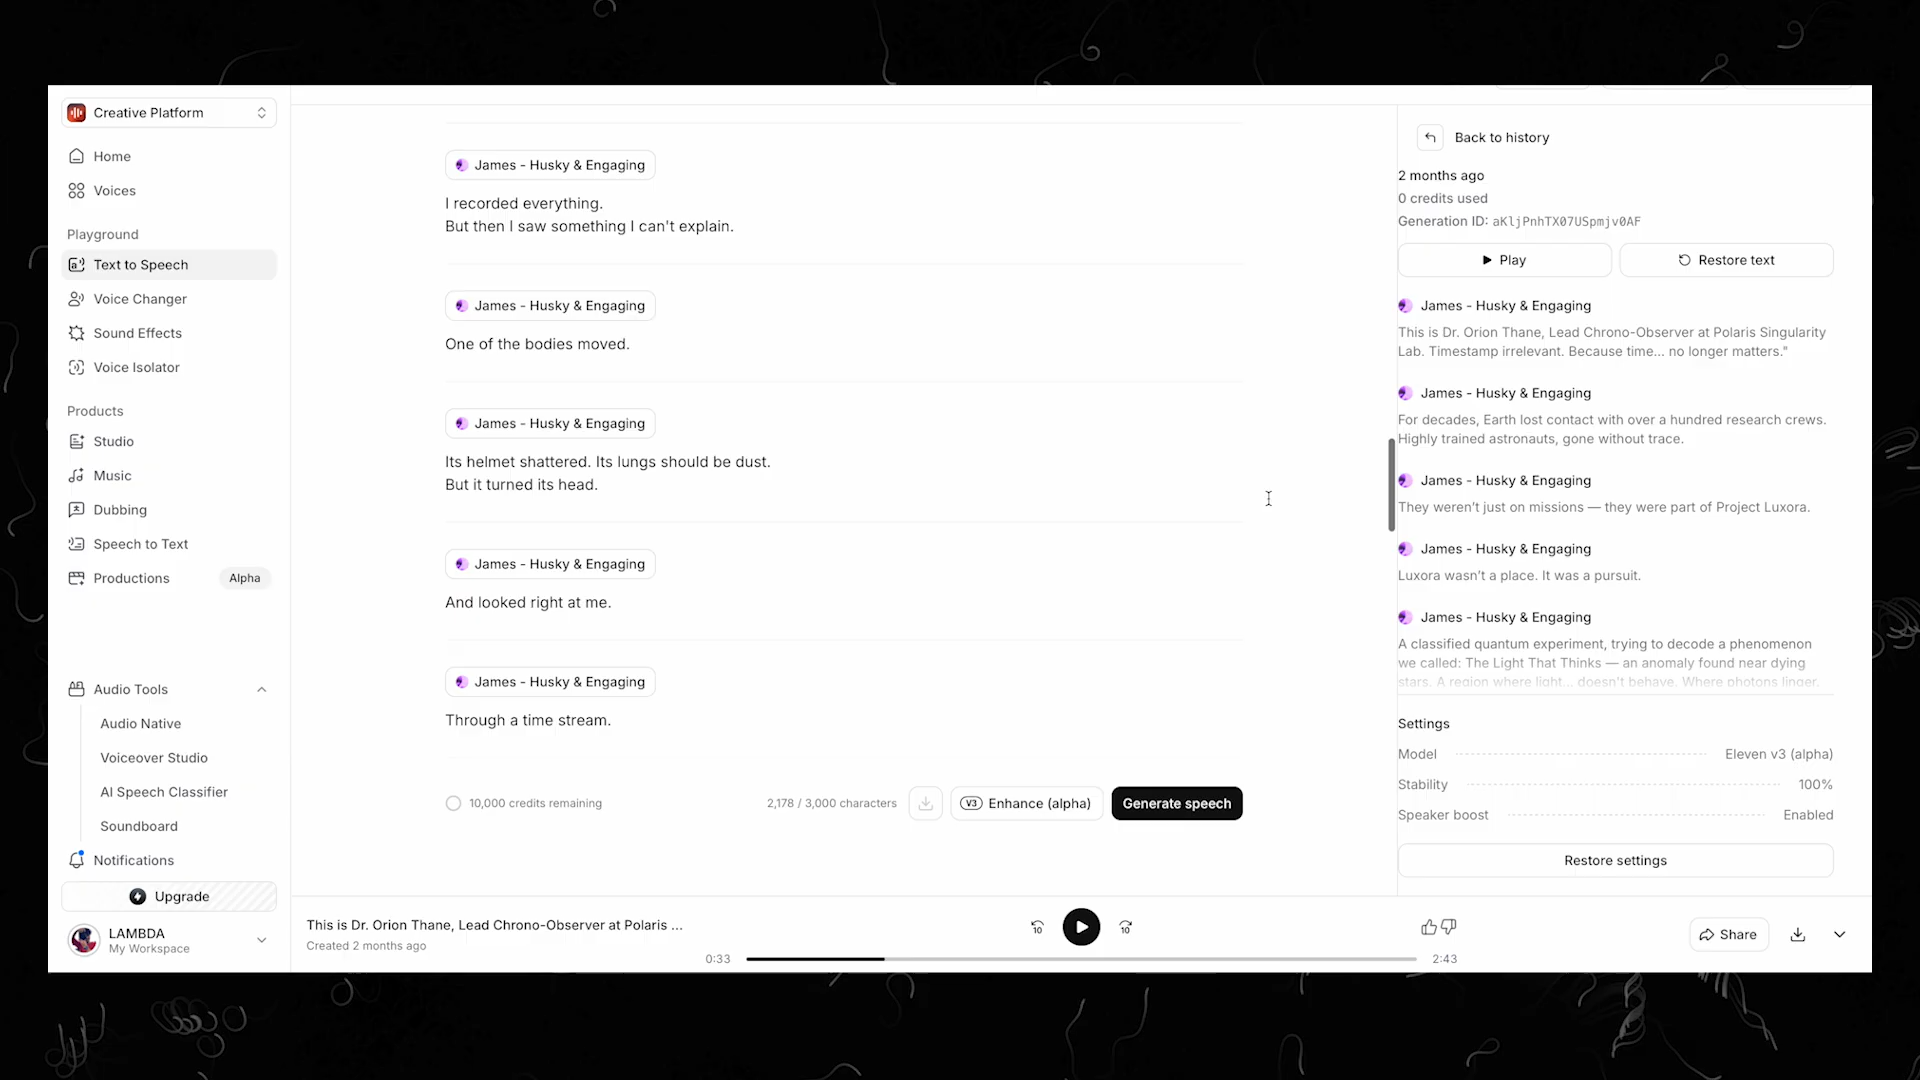 Creative Platform
Home
Voices
Playground
Text to Speech
Voice Changer
Sound Effects
Voice Isolator
Products
Studio
Music
Dubbing
Speech to Text
Productions Alpha
Audio Tools
Audio Native
Voiceover Studio
AI Speech Classifier
Soundboard
Notifications
Upgrade
LAMBDA
My Workspace
James - Husky & Engaging
I recorded everything.
But then I saw something I can't explain.
James - Husky & Engaging
One of the bodies moved.
James - Husky & Engaging
Its helmet shattered. Its lungs should be dust.
But it turned its head.
James - Husky & Engaging
And looked right at me.
James - Husky & Engaging
Through a time stream.
10,000 credits remaining 2,178 / 3,000 characters V3 Enhance (alpha) Generate speech
Back to history
2 months ago
0 credits used
Generation ID: aKljPnhTX07USpmjv0AF
Play Restore text
James - Husky & Engaging
This is Dr. Orion Thane, Lead Chrono-Observer at Polaris Singularity
Lab. Timestamp irrelevant. Because time... no longer matters."
James - Husky & Engaging
For decades, Earth lost contact with over a hundred research crews.
Highly trained astronauts, gone without trace.
James - Husky & Engaging
They weren't just on missions — they were part of Project Luxora.
James - Husky & Engaging
Luxora wasn't a place. It was a pursuit.
James - Husky & Engaging
A classified quantum experiment, trying to decode a phenomenon
we called: The Light That Thinks — an anomaly found near dying
stars. A region where light... doesn't behave. Where photons linger.
Settings
Model Eleven v3 (alpha)
Stability 100%
Speaker boost Enabled
Restore settings
This is Dr. Orion Thane, Lead Chrono-Observer at Polaris ...
Created 2 months ago
10 10
0:33 2:43
Share